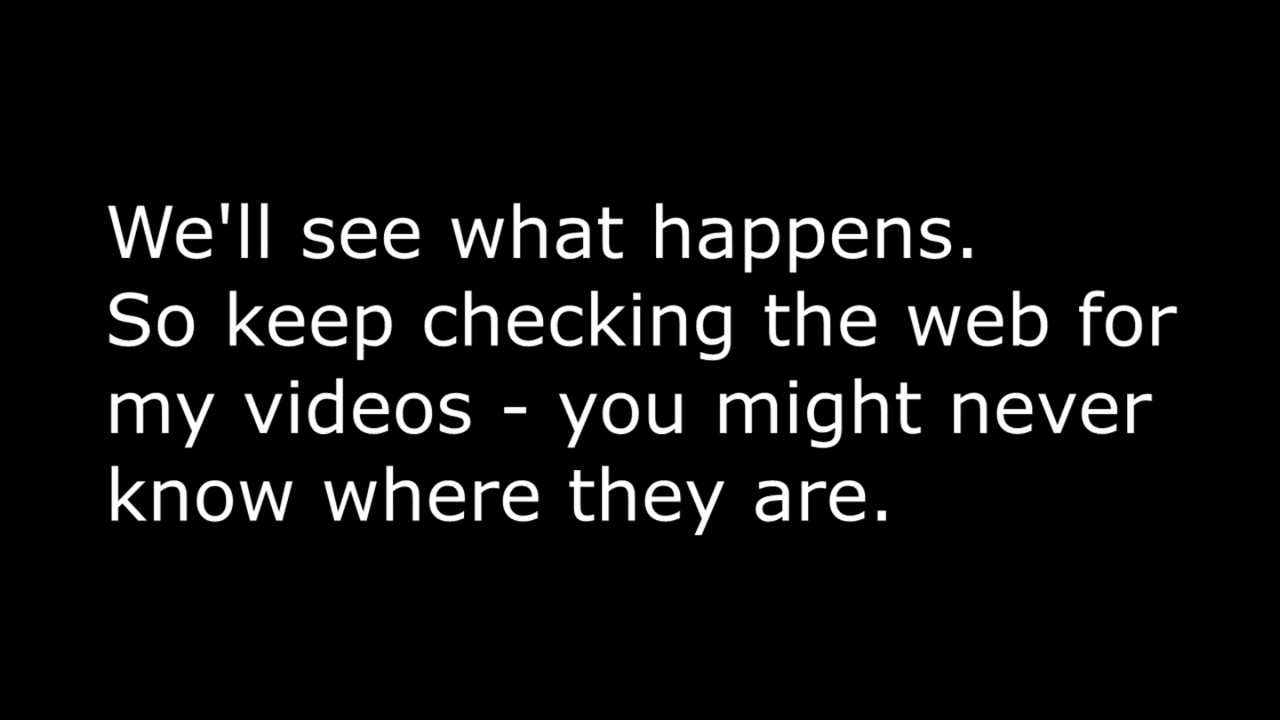 We'll see what happens.
So keep checking the web for
my videos - you might never
know where they are.